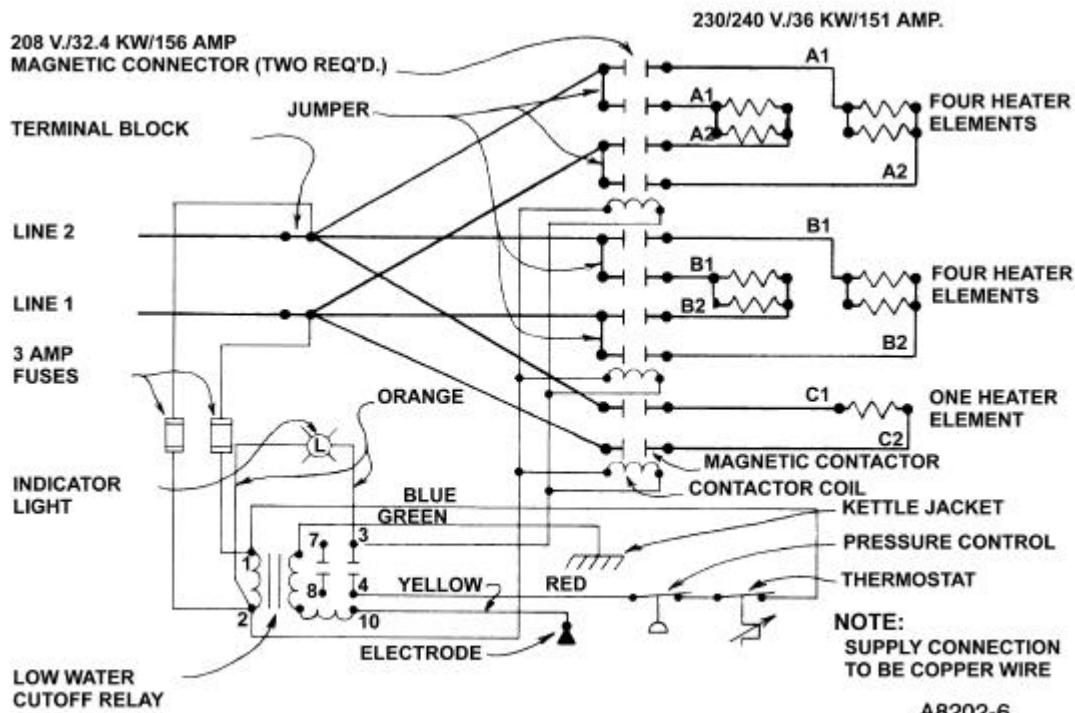 230/240 V./36 KW/151 AMP.
208 V./32.4 KW/156 AMP
MAGNETIC CONNECTOR (TWO REQ'D.)
A1
JUMPER
A1
FOUR HEATER
ELEMENTS
TERMINAL BLOCK
A2
A2
LINE 2
B1
B1
FOUR HEATER
ELEMENTS
LINE 1
B2
B2
3 AMP
FUSES
ORANGE
C1
ONE HEATER
ELEMENT
C2
L
MAGNETIC CONTACTOR
INDICATOR
LIGHT
CONTACTOR COIL
BLUE
GREEN
KETTLE JACKET
7
3
PRESSURE CONTROL
1
YELLOW
RED
THERMOSTAT
8
4
2
10
NOTE:
SUPPLY CONNECTION
TO BE COPPER WIRE
ELECTRODE
LOW WATER
CUTOFF RELAY
A8202-6